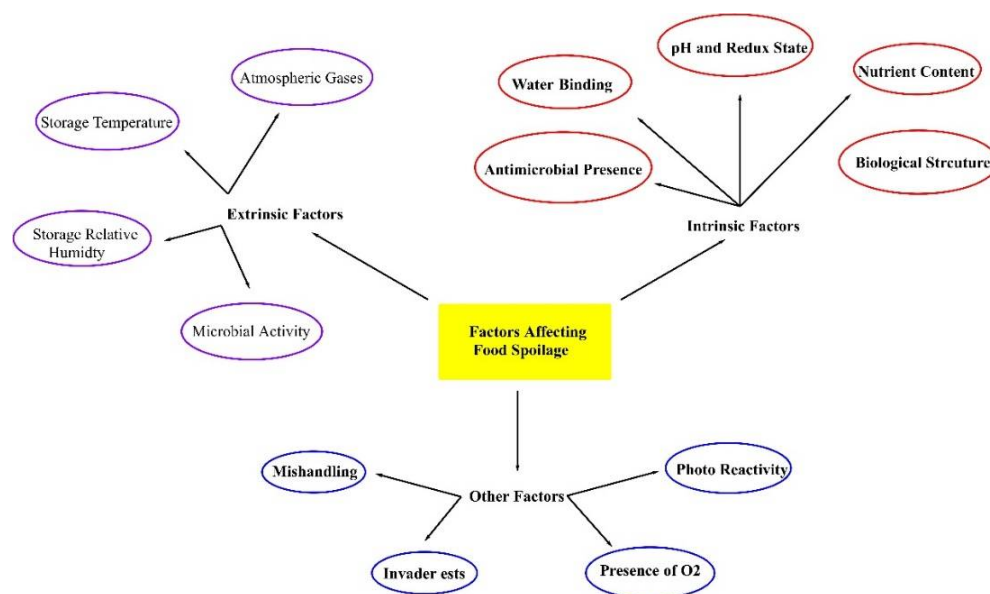 Atmospheric Gases
Storage Temperature
Extrinsic Factors
Storage Relative
Humidty
Microbial Activity
pH and Redux State
Water Binding
Nutrient Content
Antimicrobial Presence
Biological Strcuture
Intrinsic Factors
Factors Affecting
Food Spoilage
Mishandling
Photo Reactivity
Other Factors
Invader ests
Presence of O2